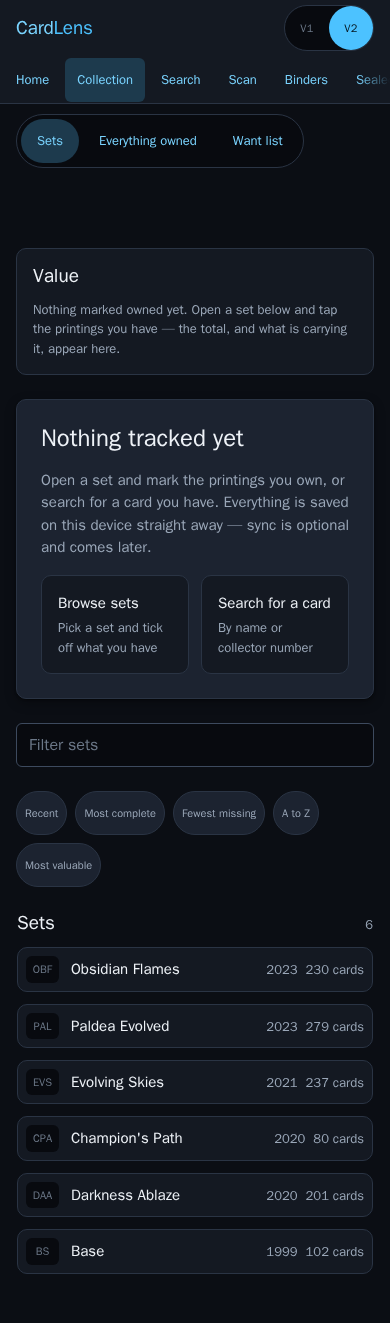 CardLens
V1 V2
Home Collection Search Scan Binders Seale
Sets Everything owned Want list
Value
Nothing marked owned yet. Open a set below and tap
the printings you have — the total, and what is carrying
it, appear here.
Nothing tracked yet
Open a set and mark the printings you own, or
search for a card you have. Everything is saved
on this device straight away — sync is optional
and comes later.
Browse sets
Pick a set and tick
off what you have
Search for a card
By name or
collector number
Filter sets
Recent Most complete Fewest missing A to Z
Most valuable
Sets 6
OBF Obsidian Flames 2023 230 cards
PAL Paldea Evolved 2023 279 cards
EVS Evolving Skies 2021 237 cards
CPA Champion's Path 2020 80 cards
DAA Darkness Ablaze 2020 201 cards
BS Base 1999 102 cards